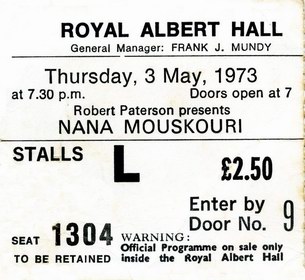 ROYAL ALBERT HALL
General Manager: FRANK J. MUNDY
Thursday, 3 May, 1973
at 7.30 p.m. Doors open at 7
Robert Paterson presents
NANA MOUSKOURI
STALLS L £2.50
Enter by
Door No. 9
SEAT 1304
TO BE RETAINED
WARNING:
Official Programme on sale only
inside the Royal Albert Hall